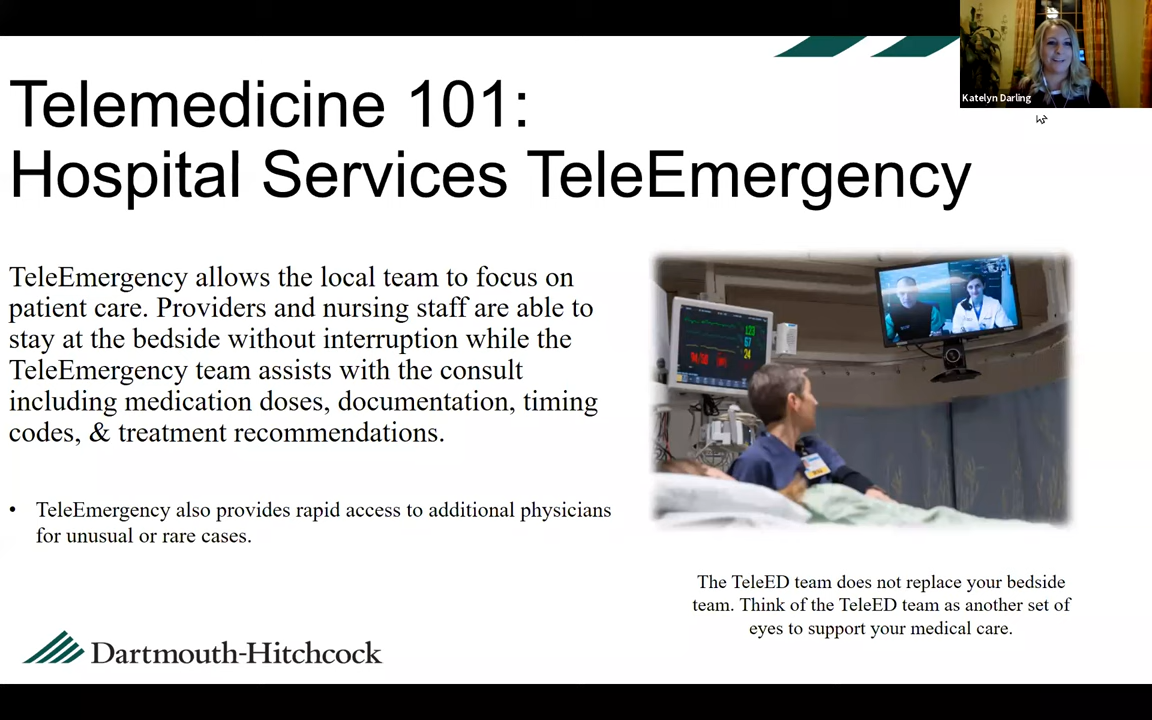 Katelyn Darling
Telemedicine 101:
Hospital Services TeleEmergency
TeleEmergency allows the local team to focus on
patient care. Providers and nursing staff are able to
stay at the bedside without interruption while the
TeleEmergency team assists with the consult
including medication doses, documentation, timing
codes, & treatment recommendations.
• TeleEmergency also provides rapid access to additional physicians
for unusual or rare cases.
The TeleED team does not replace your bedside
team. Think of the TeleED team as another set of
eyes to support your medical care.
Dartmouth-Hitchcock